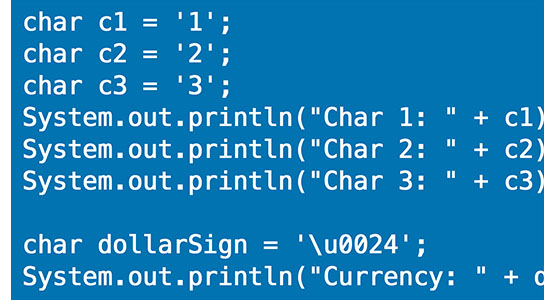 char c1 = '1';
char c2 = '2';
char c3 = '3';
System.out.println("Char 1: " + c1)
System.out.println("Char 2: " + c2)
System.out.println("Char 3: " + c3)
char dollarSign = '\u0024';
System.out.println("Currency: " +